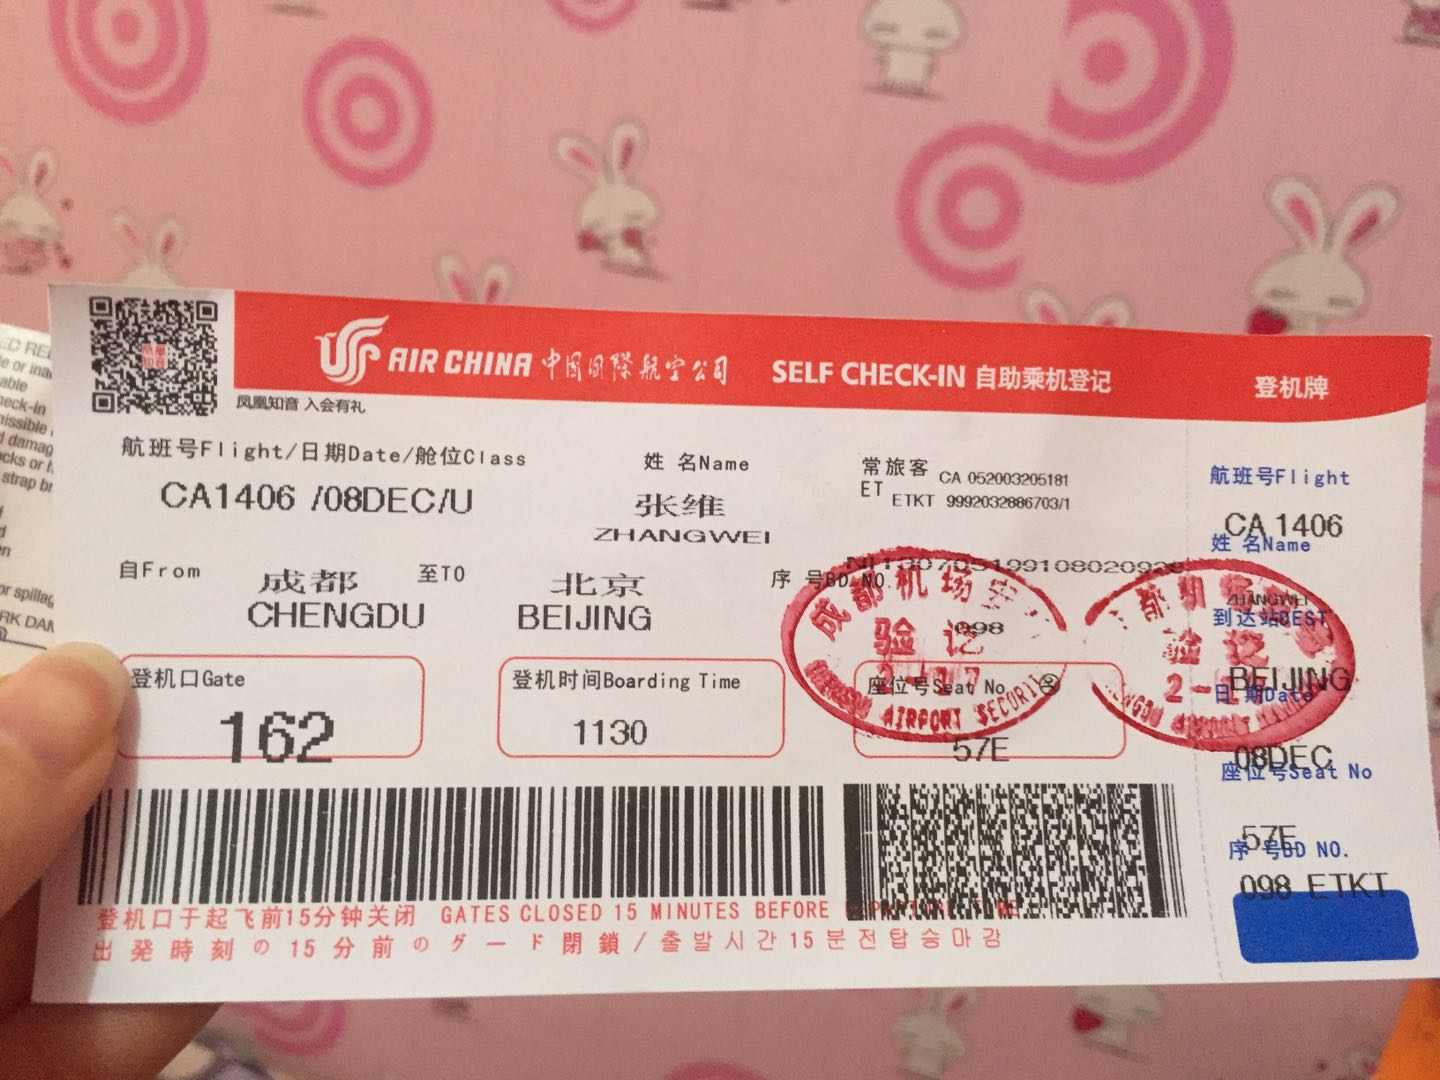 AIR CHINA 中国国际航空公司 SELF CHECK-IN 自助乘机登记 登机牌
凤凰知音 入会有礼
航班号Flight/日期Date/舱位Class 姓 名Name 常旅客 CA 052003205181 航班号Flight
CA1406 /08DEC/U 张维 ET ETKT 9992032886703/1 CA 1406
ZHANGWEI 姓 名Name
自From 成都 至TO 北京 序 号BD NO. ZHANGWEI
CHENGDU BEIJING 098 到达站DEST
成都机场
验讫
AIRPORT SECURIT
BEIJING
登机口Gate 登机时间Boarding Time 座位号Seat No 日 期Date
162 1130 57E 08DEC
座位号Seat No
57E
序 号BD NO.
098 ETKT
登机口于起飞前15分钟关闭 GATES CLOSED 15 MINUTES BEFORE DEPARTURE TIME
出発時刻の15分前のゲード閉鎖/출발시간15분전탑승마강